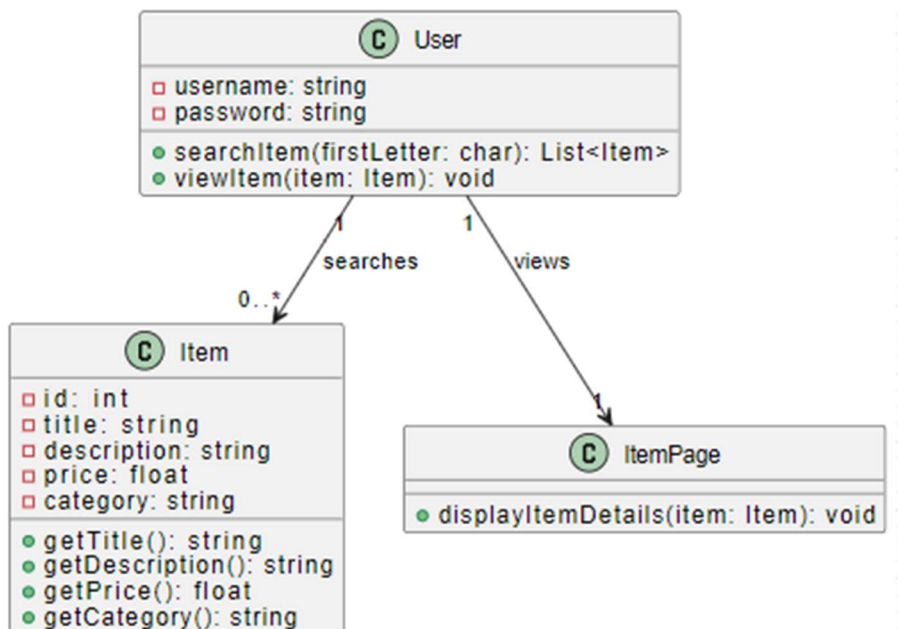 C User
username: string
password: string
searchItem(firstLetter: char): List<Item>
viewItem(item: Item): void
1
1
searches
views
0..*
1
C Item
id: int
title: string
description: string
price: float
category: string
getTitle(): string
getDescription(): string
getPrice(): float
getCategory(): string
C ItemPage
displayItemDetails(item: Item): void